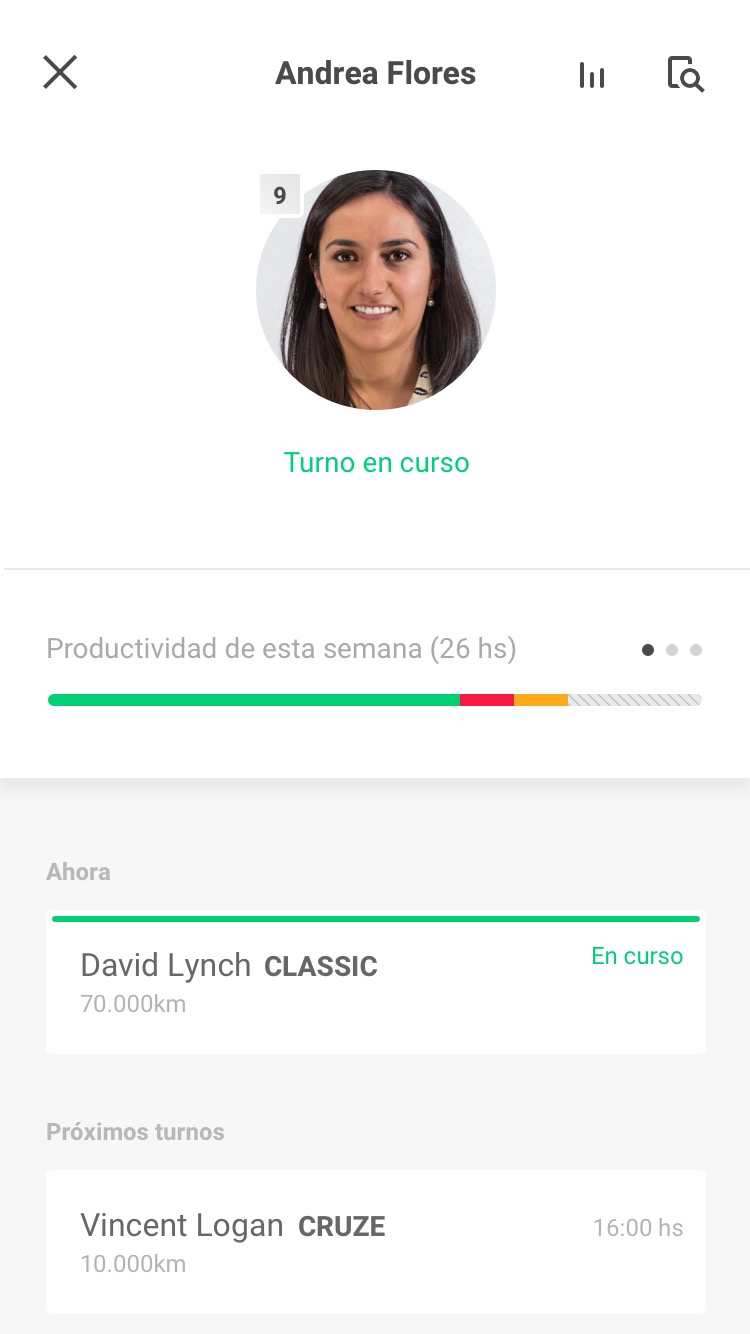 Andrea Flores
9
Turno en curso
Productividad de esta semana (26 hs)
Ahora
David Lynch CLASSIC
En curso
70.000km
Próximos turnos
Vincent Logan CRUZE
16:00 hs
10.000km